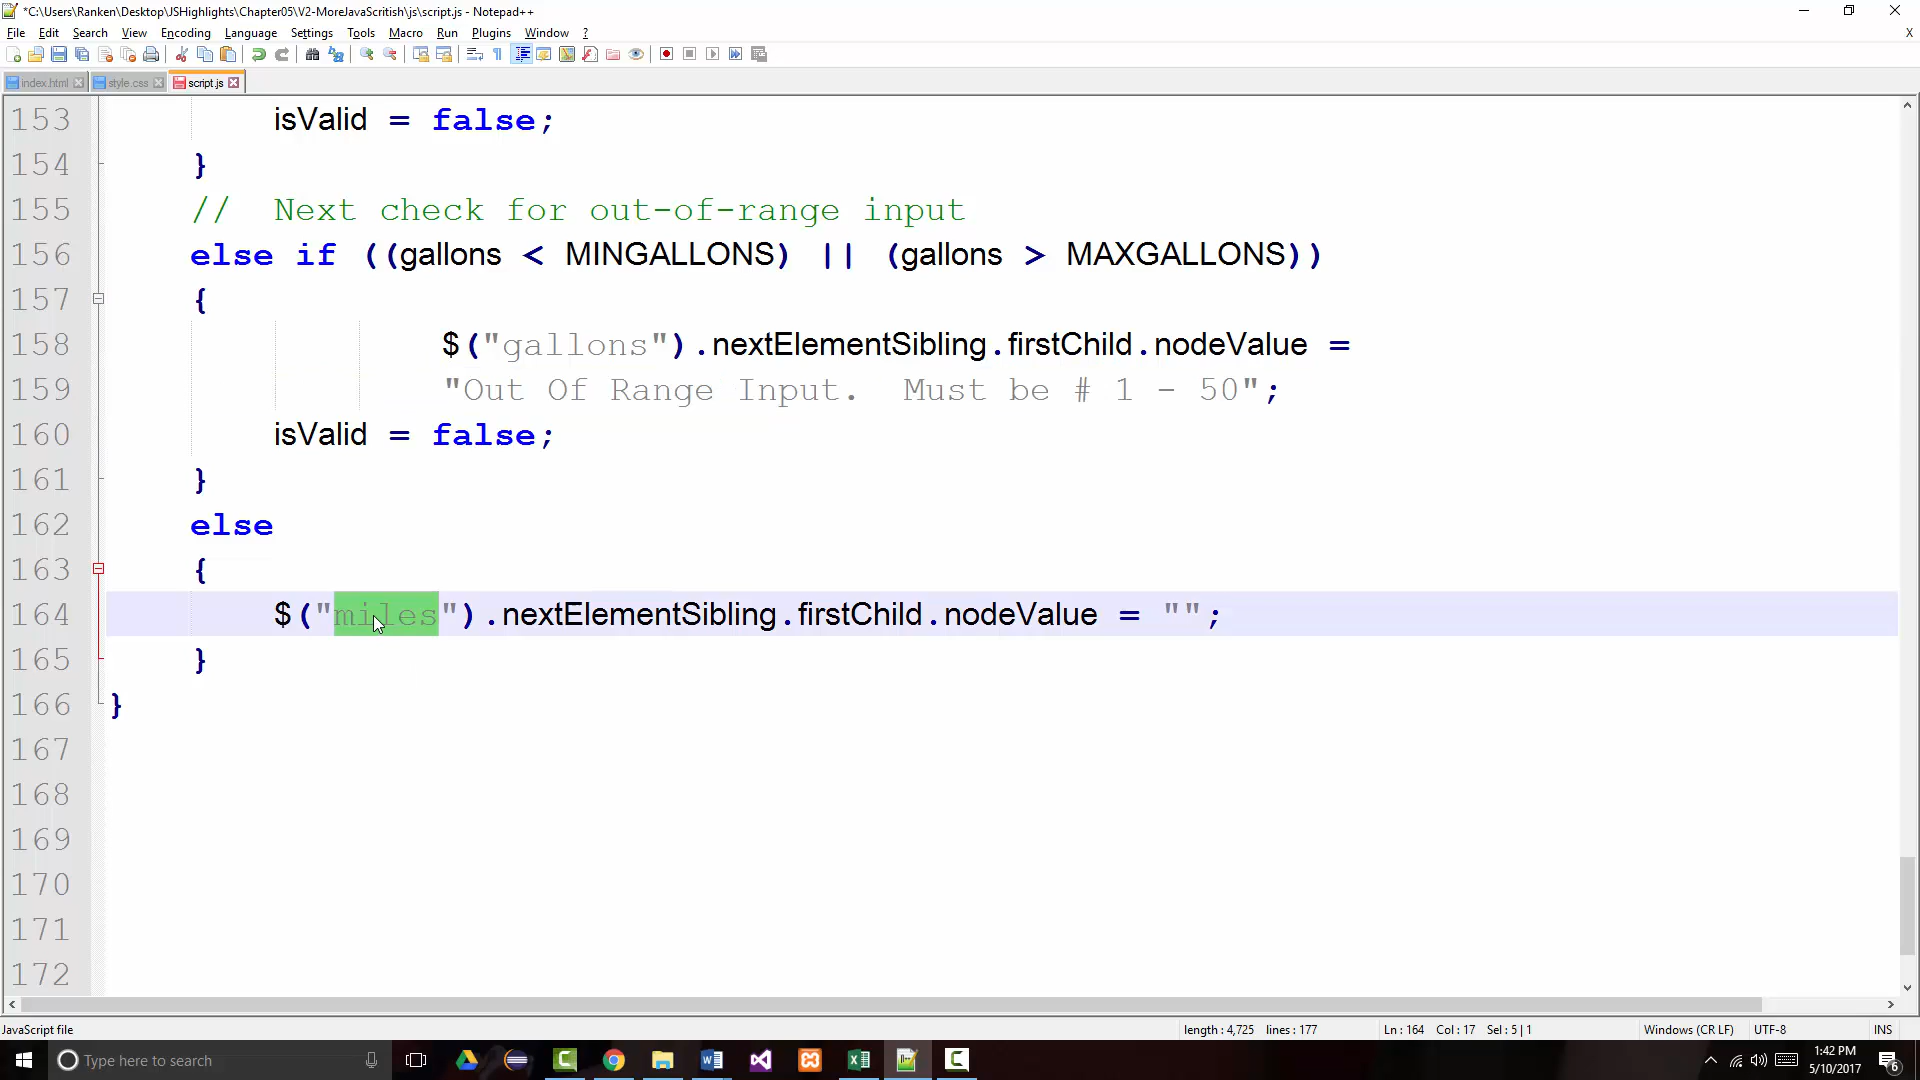 *C:\Users\Ranken\Desktop\JSHighlights\Chapter05\V2-MoreJavaScritish\js\script.js - Notepad++
File Edit Search View Encoding Language Settings Tools Macro Run Plugins Window ? X
index.html style.css script.js
153 isValid = false;
154 }
155 // Next check for out-of-range input
156 else if ((gallons < MINGALLONS) || (gallons > MAXGALLONS))
157 {
158 $("gallons").nextElementSibling.firstChild.nodeValue =
159 "Out Of Range Input.  Must be # 1 - 50";
160 isValid = false;
161 }
162 else
163 {
164 $("miles").nextElementSibling.firstChild.nodeValue = "";
165 }
166 }
167
168
169
170
171
172
JavaScript file length : 4,725 lines : 177 Ln : 164 Col : 17 Sel : 5 | 1 Windows (CR LF) UTF-8 INS
Type here to search
1:42 PM
5/10/2017
6